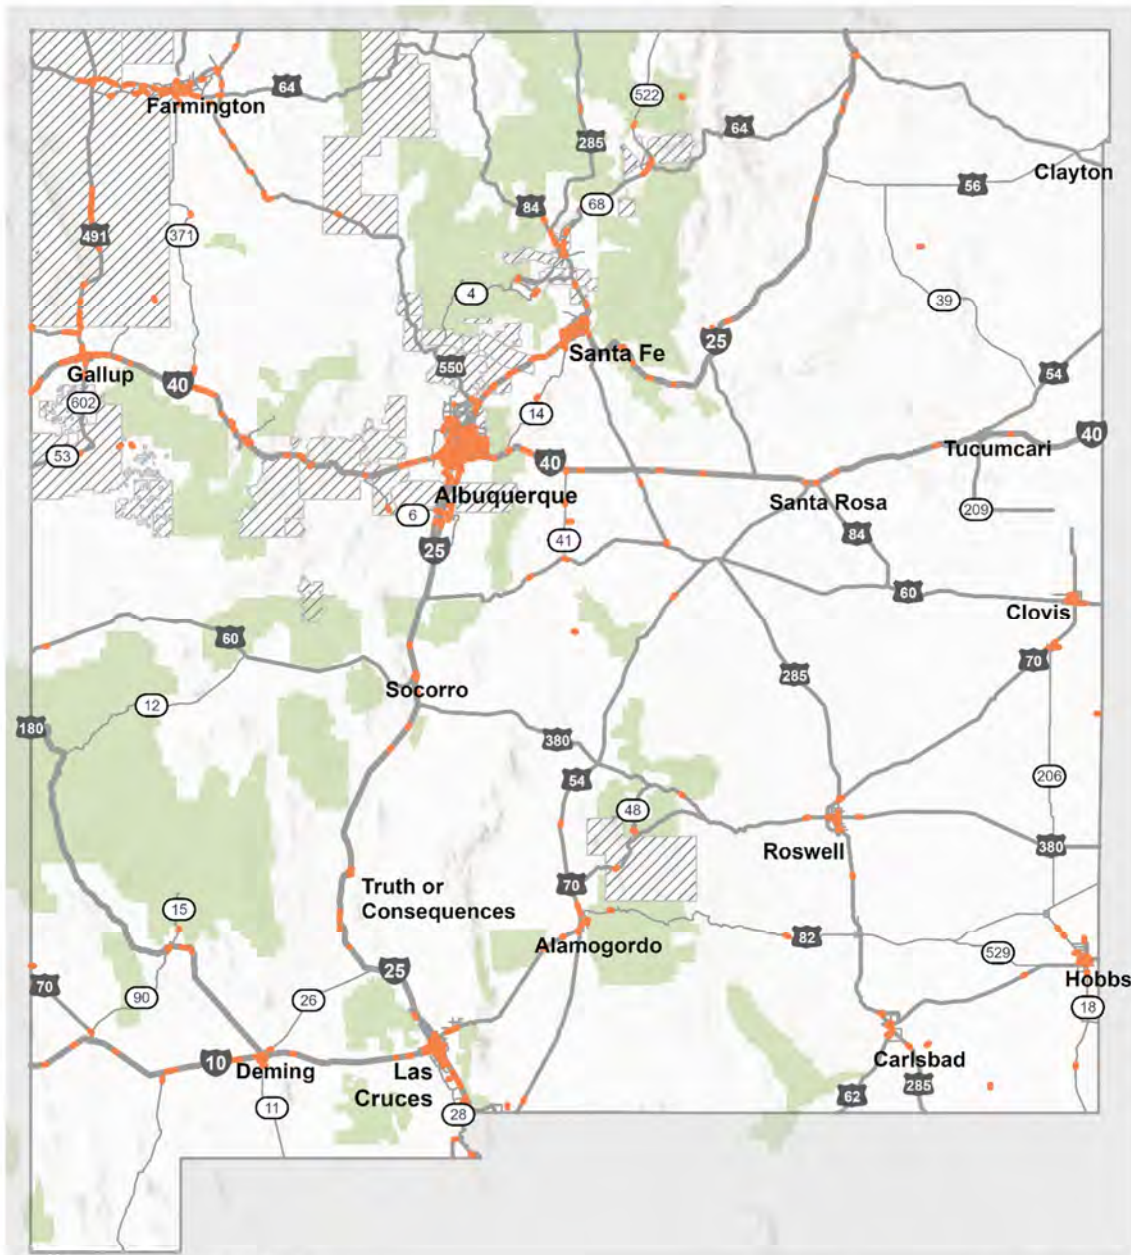 64
Farmington
522
64
285
Clayton
56
84
68
491
371
4
39
25
Santa Fe
550
54
Gallup
40
602
14
40
Tucumcari
53
40
Albuquerque
Santa Rosa
209
6
84
41
25
60
Clovis
60
70
285
Socorro
12
180
380
54
206
48
380
Roswell
70
Truth or
Consequences
15
82
Alamogordo
529
25
Hobbs
70
90
26
18
Carlsbad
10
Deming
Las
Cruces
285
62
11
28